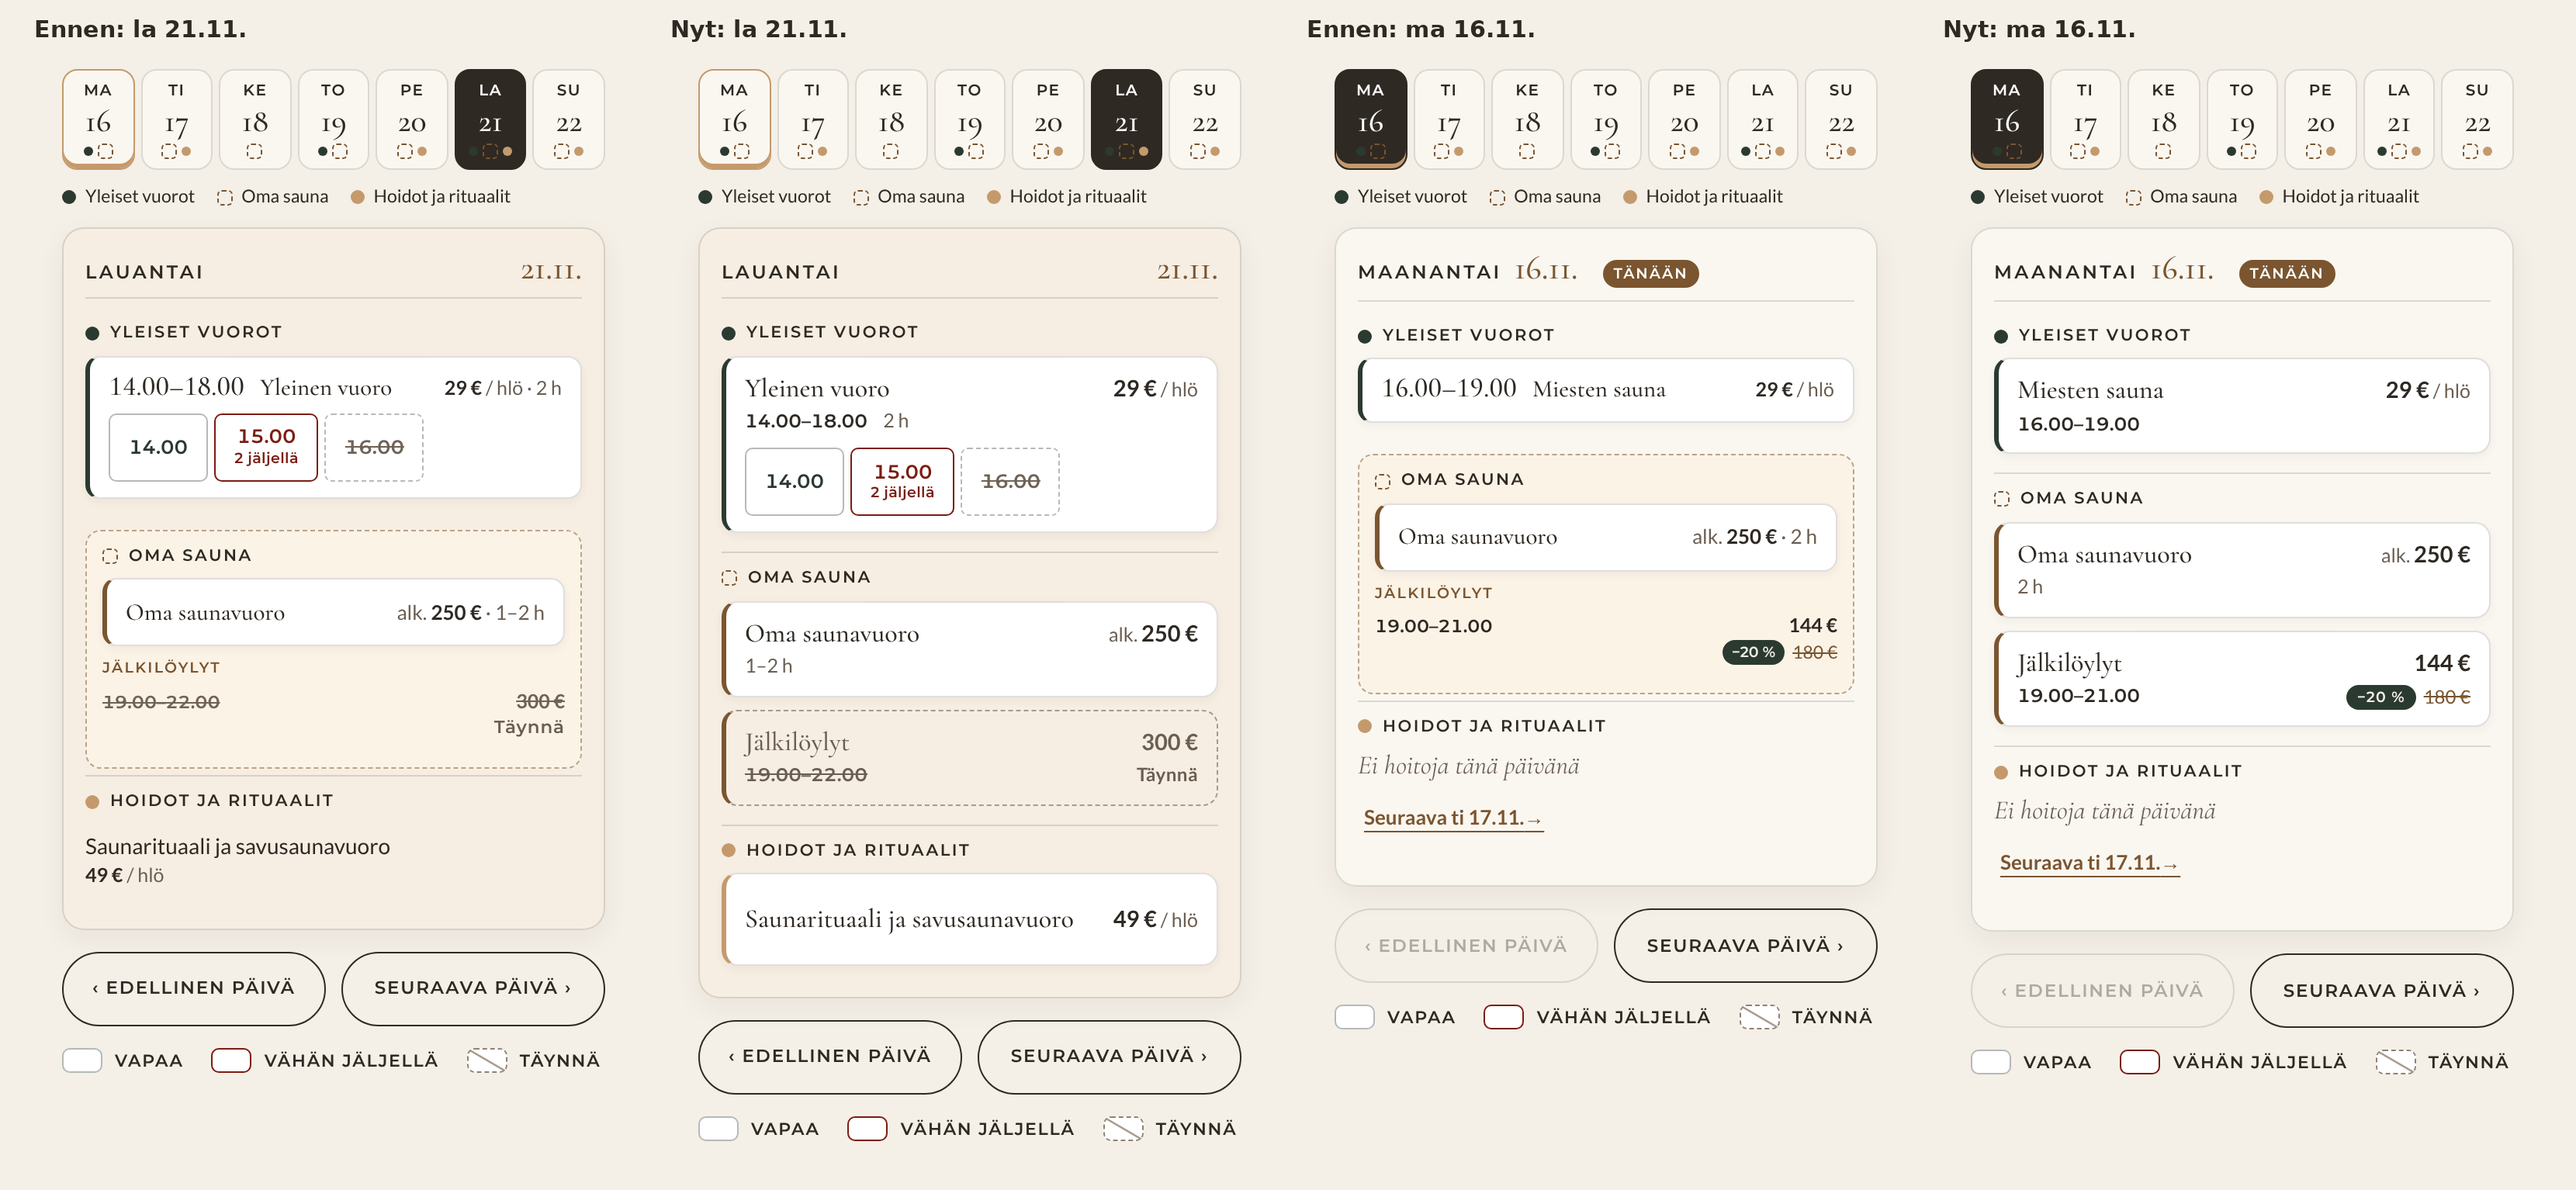 Ennen: la 21.11.
MA TI KE TO PE LA SU
16 17 18 19 20 21 22
Yleiset vuorot Oma sauna Hoidot ja rituaalit
LAUANTAI 21.11.
YLEISET VUOROT
14.00–18.00 Yleinen vuoro 29 € / hlö · 2 h
14.00 15.00 16.00
2 jäljellä
OMA SAUNA
Oma saunavuoro alk. 250 € · 1–2 h
JÄLKILÖYLYT
19.00–22.00 300 €
Täynnä
HOIDOT JA RITUAALIT
Saunarituaali ja savusaunavuoro
49 € / hlö
‹ EDELLINEN PÄIVÄ SEURAAVA PÄIVÄ ›
VAPAA VÄHÄN JÄLJELLÄ TÄYNNÄ
Nyt: la 21.11.
MA TI KE TO PE LA SU
16 17 18 19 20 21 22
Yleiset vuorot Oma sauna Hoidot ja rituaalit
LAUANTAI 21.11.
YLEISET VUOROT
Yleinen vuoro 29 € / hlö
14.00–18.00 2 h
14.00 15.00 16.00
2 jäljellä
OMA SAUNA
Oma saunavuoro alk. 250 €
1–2 h
Jälkilöylyt 300 €
19.00–22.00 Täynnä
HOIDOT JA RITUAALIT
Saunarituaali ja savusaunavuoro 49 € / hlö
‹ EDELLINEN PÄIVÄ SEURAAVA PÄIVÄ ›
VAPAA VÄHÄN JÄLJELLÄ TÄYNNÄ
Ennen: ma 16.11.
MA TI KE TO PE LA SU
16 17 18 19 20 21 22
Yleiset vuorot Oma sauna Hoidot ja rituaalit
MAANANTAI 16.11. TÄNÄÄN
YLEISET VUOROT
16.00–19.00 Miesten sauna 29 € / hlö
OMA SAUNA
Oma saunavuoro alk. 250 € · 2 h
JÄLKILÖYLYT
19.00–21.00 144 €
−20 % 180 €
HOIDOT JA RITUAALIT
Ei hoitoja tänä päivänä
Seuraava ti 17.11.→
‹ EDELLINEN PÄIVÄ SEURAAVA PÄIVÄ ›
VAPAA VÄHÄN JÄLJELLÄ TÄYNNÄ
Nyt: ma 16.11.
MA TI KE TO PE LA SU
16 17 18 19 20 21 22
Yleiset vuorot Oma sauna Hoidot ja rituaalit
MAANANTAI 16.11. TÄNÄÄN
YLEISET VUOROT
Miesten sauna 29 € / hlö
16.00–19.00
OMA SAUNA
Oma saunavuoro alk. 250 €
2 h
Jälkilöylyt 144 €
19.00–21.00 −20 % 180 €
HOIDOT JA RITUAALIT
Ei hoitoja tänä päivänä
Seuraava ti 17.11.→
‹ EDELLINEN PÄIVÄ SEURAAVA PÄIVÄ ›
VAPAA VÄHÄN JÄLJELLÄ TÄYNNÄ